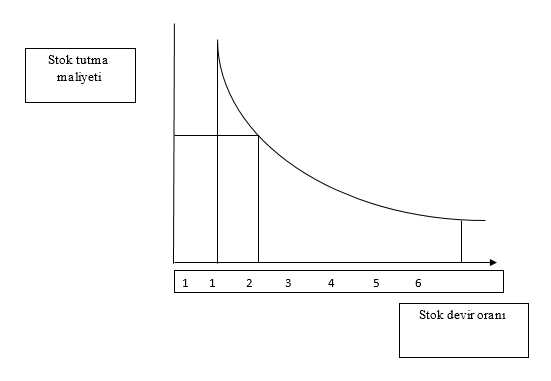 Stok tutma
maliyeti
1 1 2 3 4 5 6
Stok devir oranı